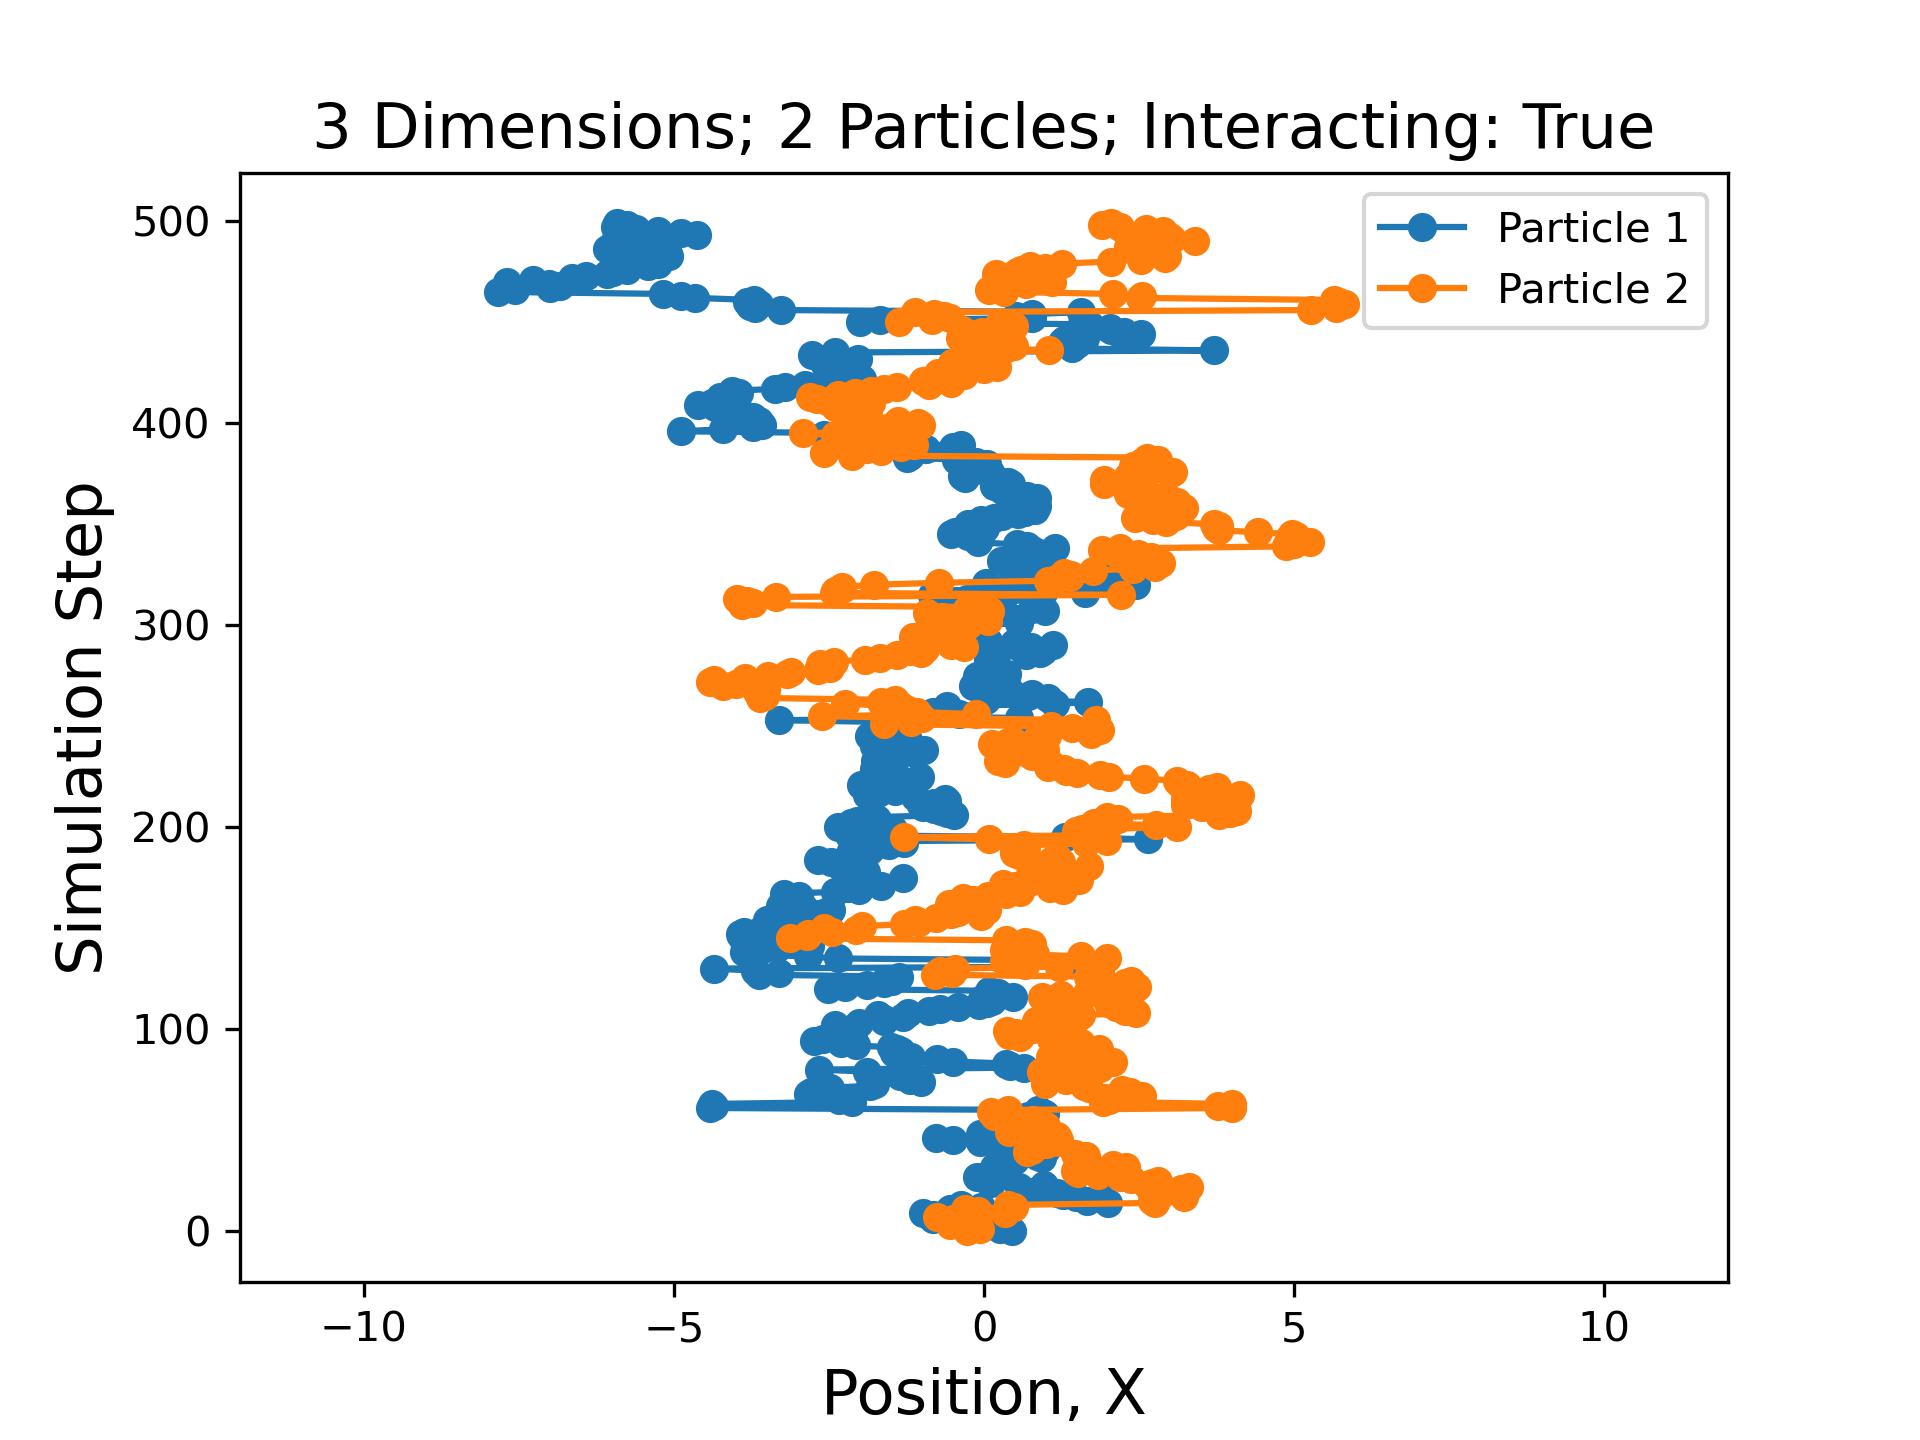 3 Dimensions; 2 Particles; Interacting: True
Particle 1
Particle 2
500
400
300
200
100
0
Simulation Step
−10
−5
0
5
10
Position, X